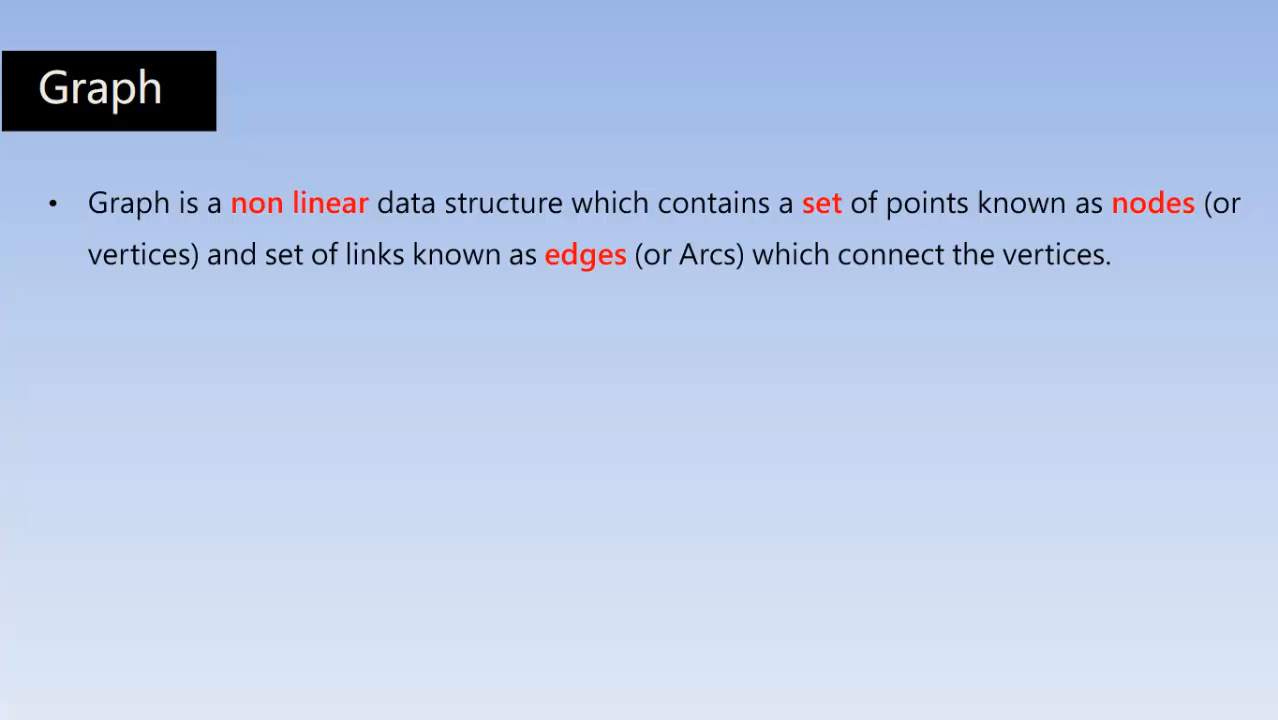 Graph
• Graph is a non linear data structure which contains a set of points known as nodes (or
vertices) and set of links known as edges (or Arcs) which connect the vertices.